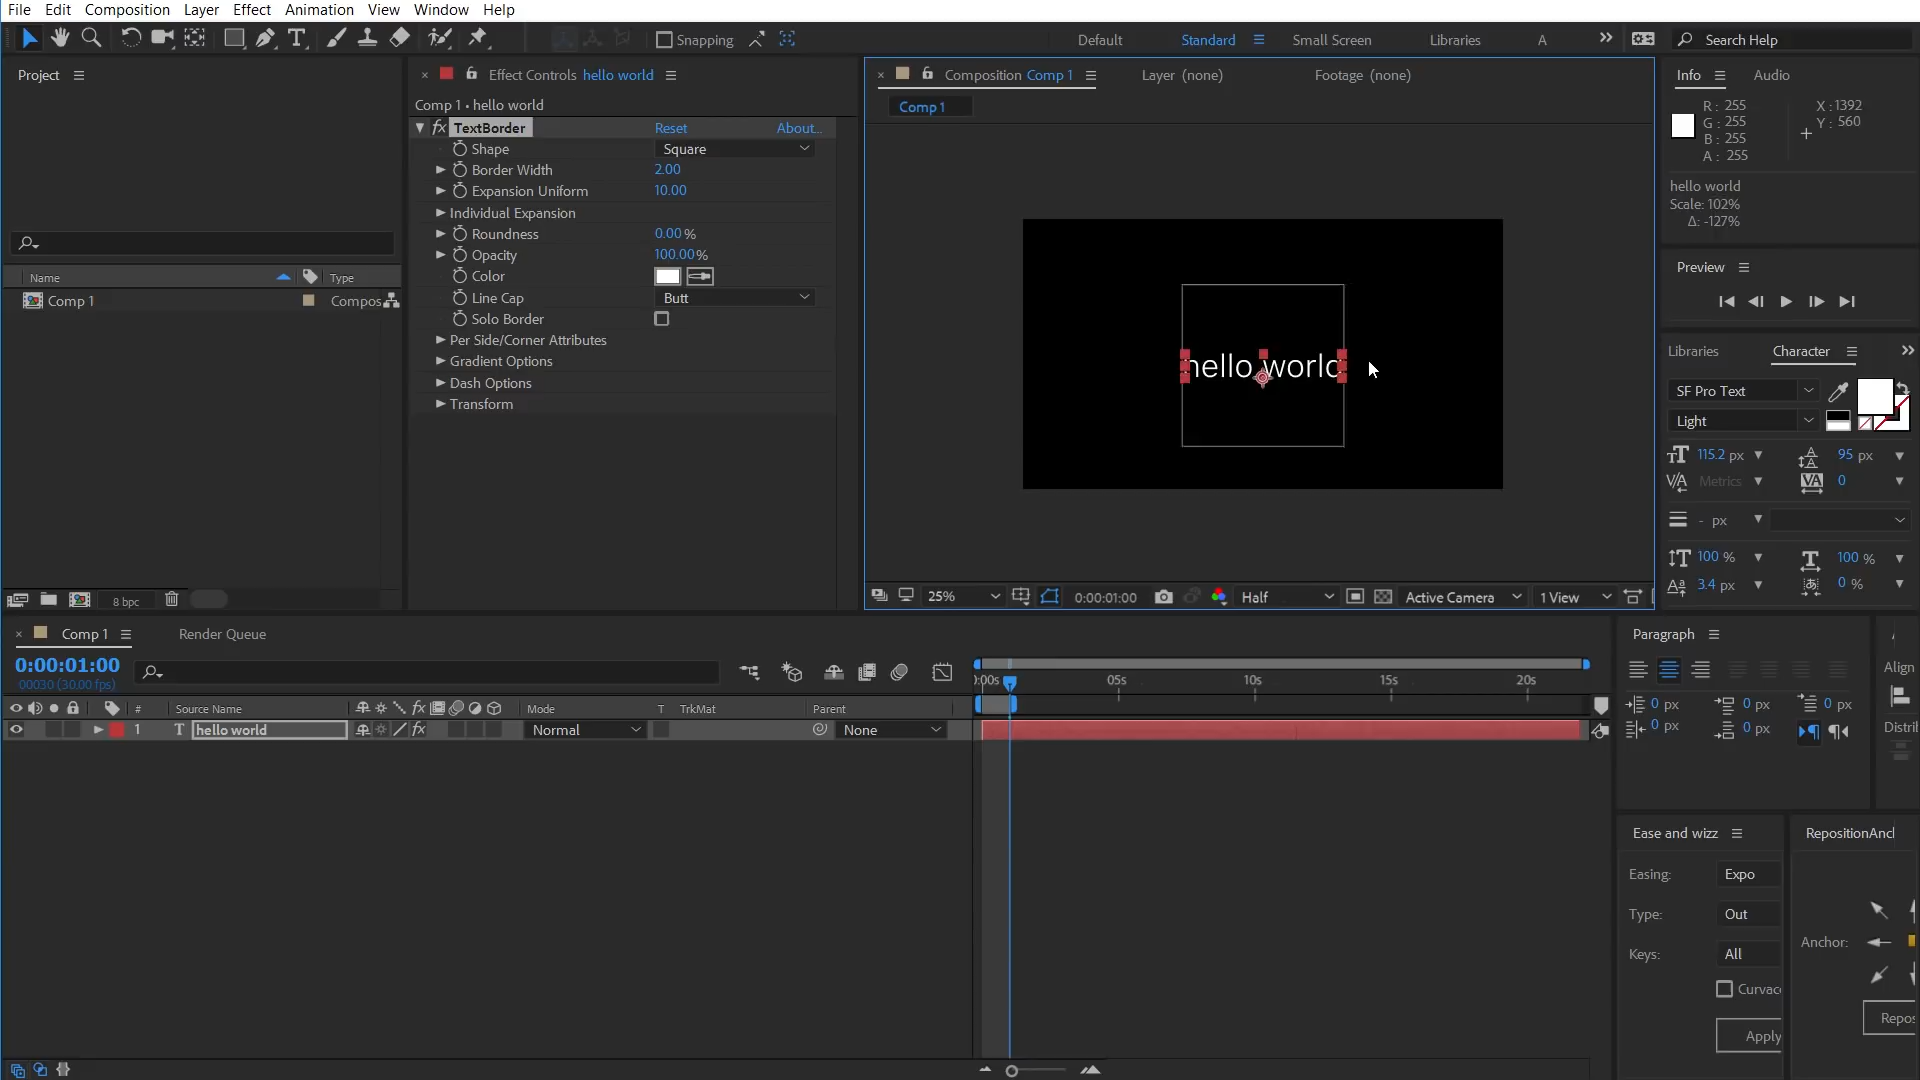 File Edit Composition Layer Effect Animation View Window Help
Snapping
Default Standard Small Screen Libraries A
Search Help
Project
Name Type
Comp 1 Compos
8 bpc
Effect Controls hello world
Comp 1 • hello world
fx TextBorder Reset About...
Shape Square
Border Width 2.00
Expansion Uniform 10.00
Individual Expansion
Roundness 0.00 %
Opacity 100.00%
Color
Line Cap Butt
Solo Border
Per Side/Corner Attributes
Gradient Options
Dash Options
Transform
Composition Comp 1 Layer (none) Footage (none)
Comp 1
hello world
25% 0:00:01:00 Half Active Camera 1 View
Info Audio
R : 255 X : 1392
G : 255 Y : 560
B : 255
A : 255
hello world
Scale: 102%
Δ: -127%
Preview
Libraries Character
SF Pro Text
Light
115.2 px 95 px
Metrics 0
- px
100 % 100 %
3.4 px 0 %
Comp 1 Render Queue
0:00:01:00
00030 (30.00 fps)
):00s 05s 10s 15s 20s
# Source Name fx Mode T TrkMat Parent
1 T hello world fx Normal None
Paragraph
Align
0 px 0 px 0 px
0 px 0 px
Distri
Ease and wizz
Easing: Expo
Type: Out
Keys: All
Curvac
Apply
RepositionAncl
Anchor:
Repos